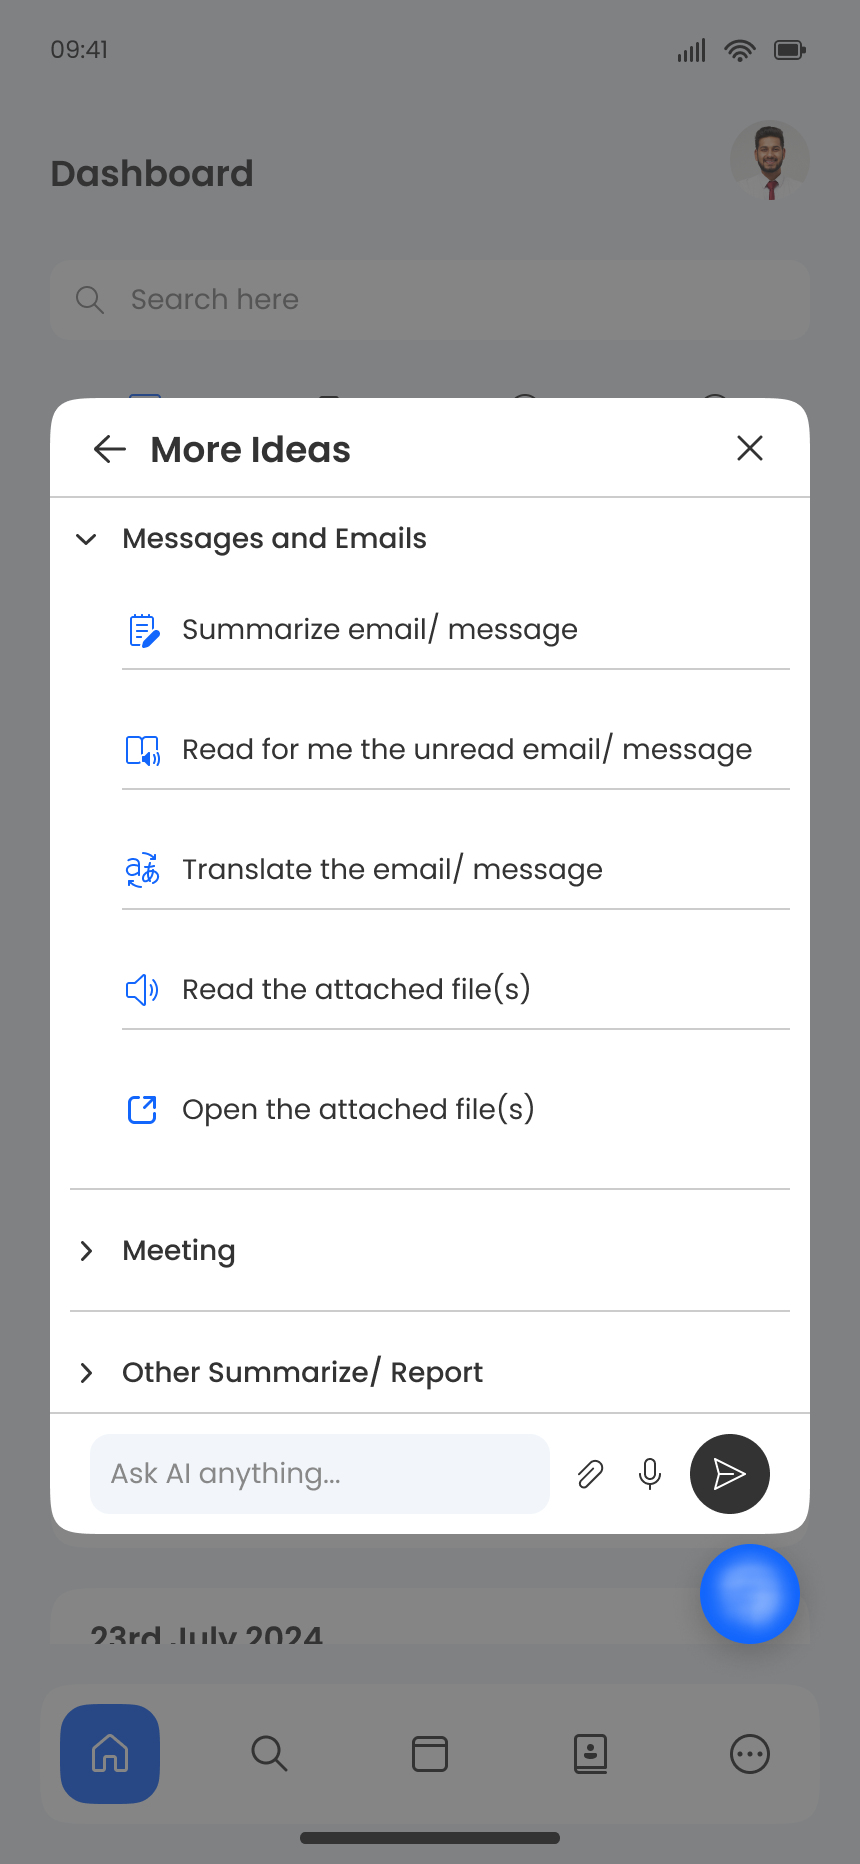 09:41
Dashboard
Search here
More Ideas
Messages and Emails
Summarize email/ message
Read for me the unread email/ message
Translate the email/ message
Read the attached file(s)
Open the attached file(s)
Meeting
Other Summarize/ Report
Ask AI anything...
23rd July 2024